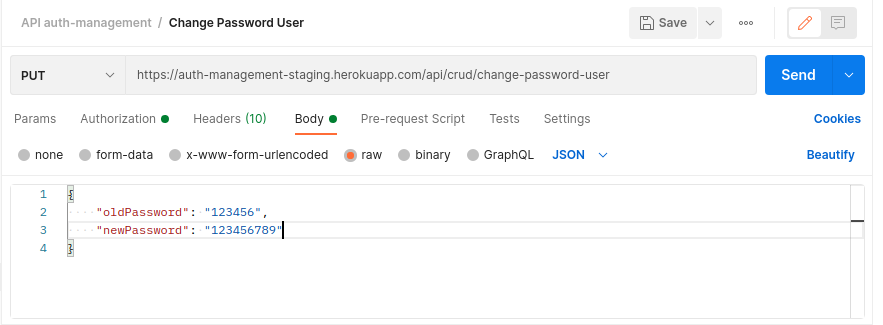 API auth-management / Change Password User
Save
PUT
https://auth-management-staging.herokuapp.com/api/crud/change-password-user
Send
Params Authorization Headers (10) Body Pre-request Script Tests Settings Cookies
none form-data x-www-form-urlencoded raw binary GraphQL JSON Beautify
1 {
2 "oldPassword": "123456",
3 "newPassword": "123456789"
4 }